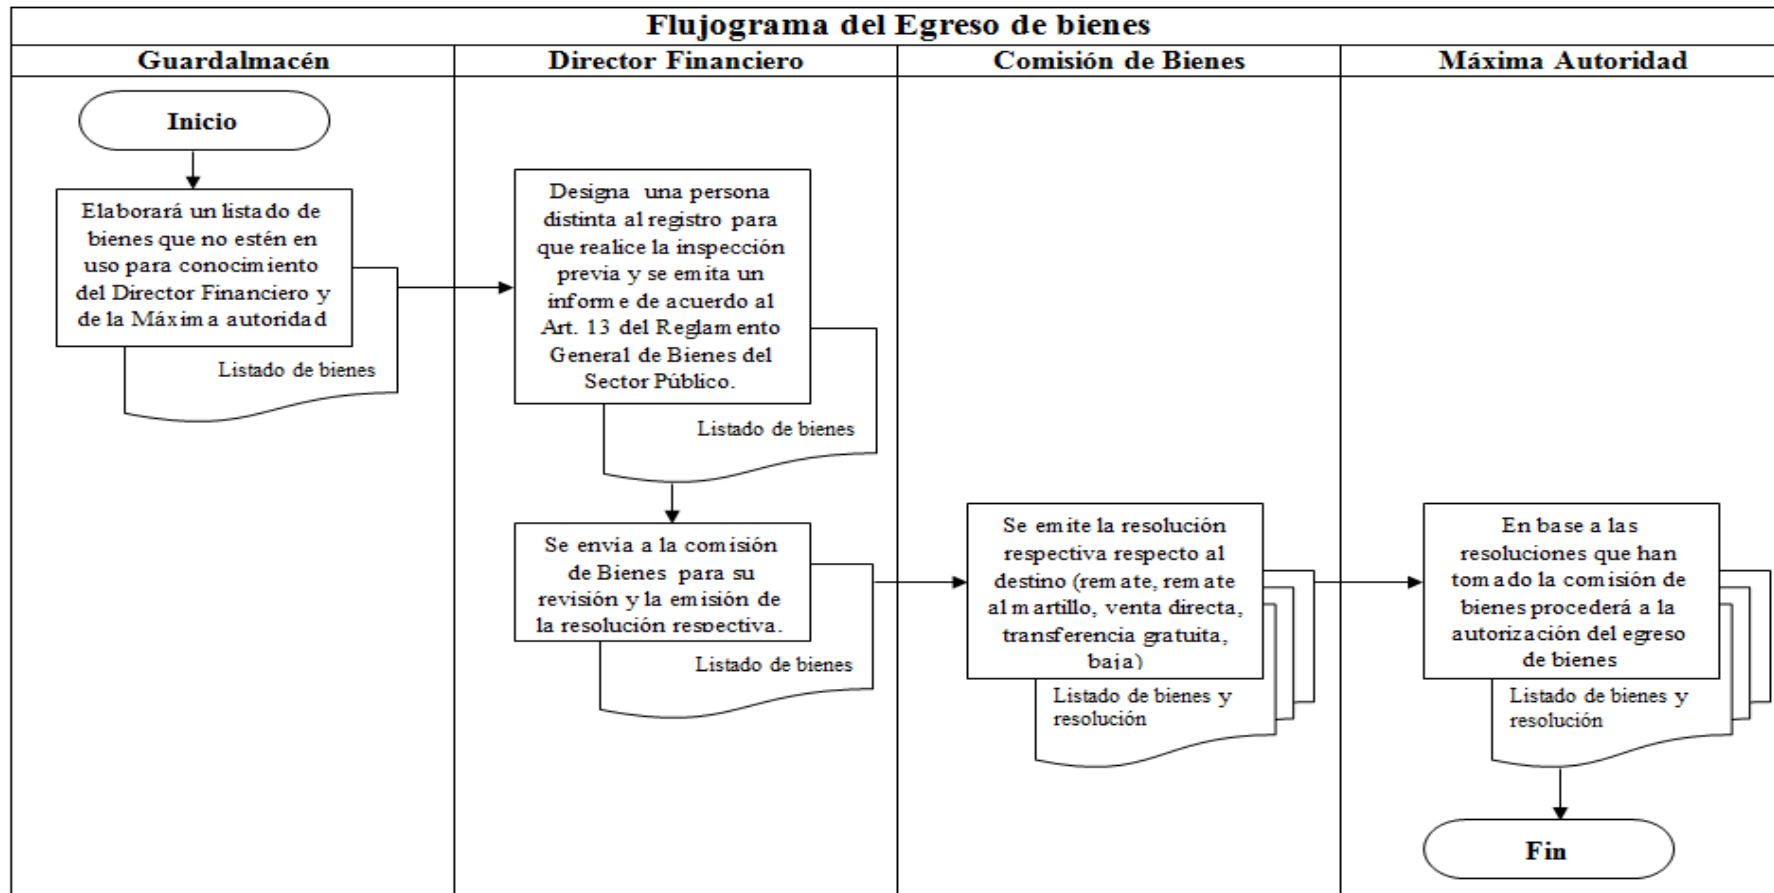 Flujograma del Egreso de bienes
Guardalmacén
Director Financiero
Comisión de Bienes
Máxima Autoridad
Inicio
Elaborará un listado de
bienes que no estén en
uso para conocimiento
del Director Financiero y
de la Máxima autoridad
Listado de bienes
Designa una persona
distinta al registro para
que realice la inspección
previa y se emita un
informe de acuerdo al
Art. 13 del Reglamento
General de Bienes del
Sector Público.
Listado de bienes
Se envía a la comisión
de Bienes para su
revisión y la emisión de
la resolución respectiva.
Listado de bienes
Se emite la resolución
respectiva respecto al
destino (remate, remate
al martillo, venta directa,
transferencia gratuita,
baja)
Listado de bienes y
resolución
En base a las
resoluciones que han
tomado la comisión de
bienes procederá a la
autorización del egreso
de bienes
Listado de bienes y
resolución
Fin